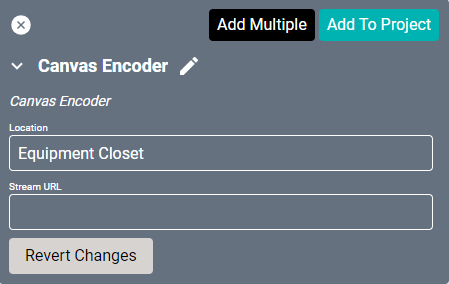 Add Multiple Add To Project
Canvas Encoder
Canvas Encoder
Location
Equipment Closet
Stream URL
Revert Changes